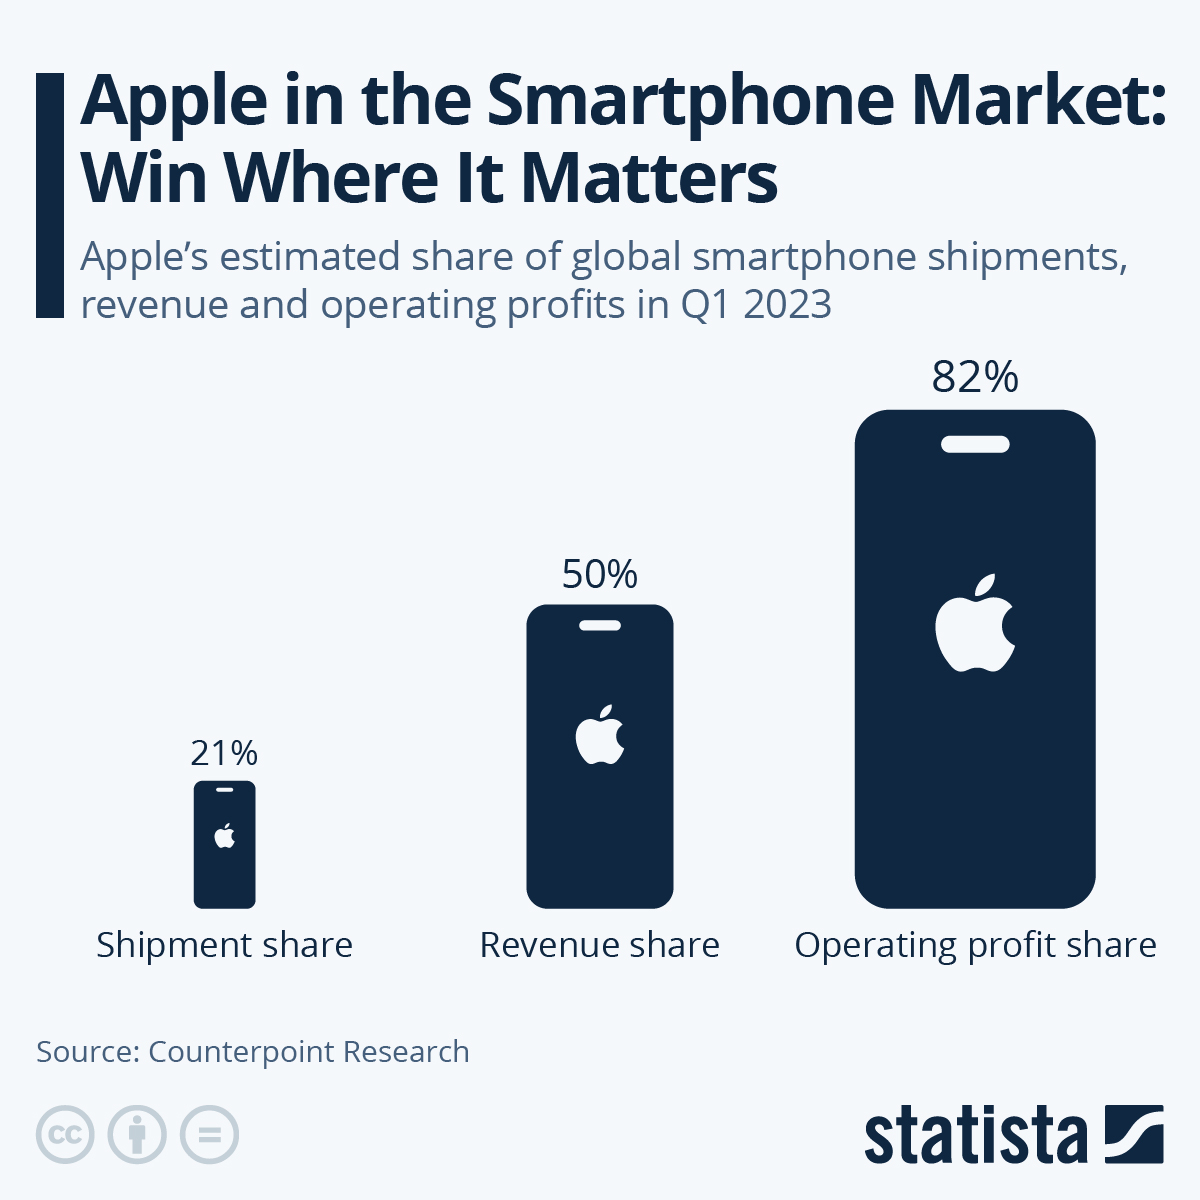 Apple in the Smartphone Market:
Win Where It Matters
Apple’s estimated share of global smartphone shipments,
revenue and operating profits in Q1 2023
21%
50%
82%
Shipment share
Revenue share
Operating profit share
Source: Counterpoint Research
cc
statista